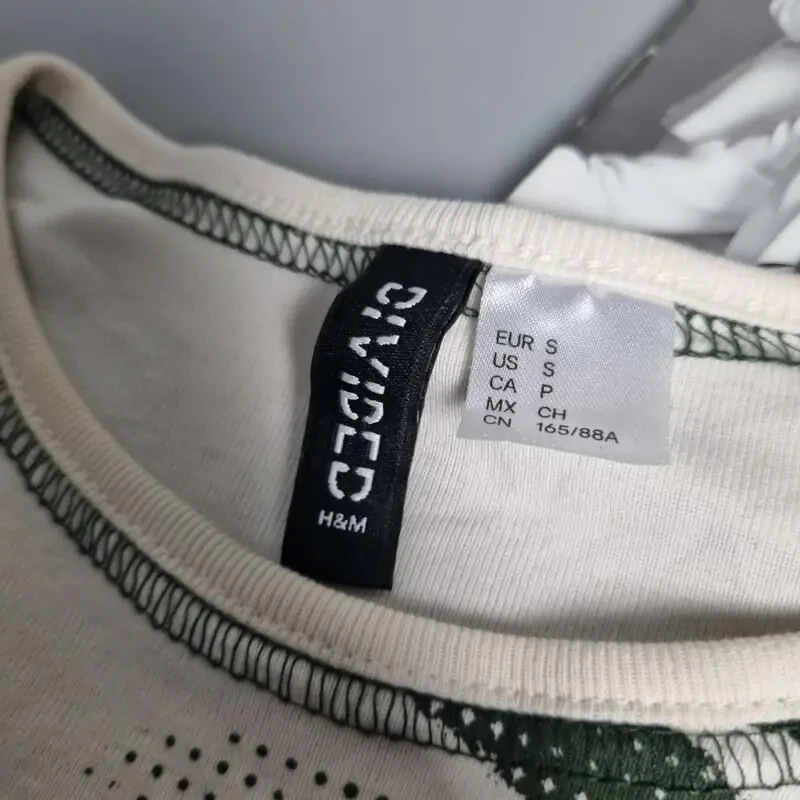 DIVIDED
H&M
EUR S
US S
CA P
MX CH
CN 165/88A